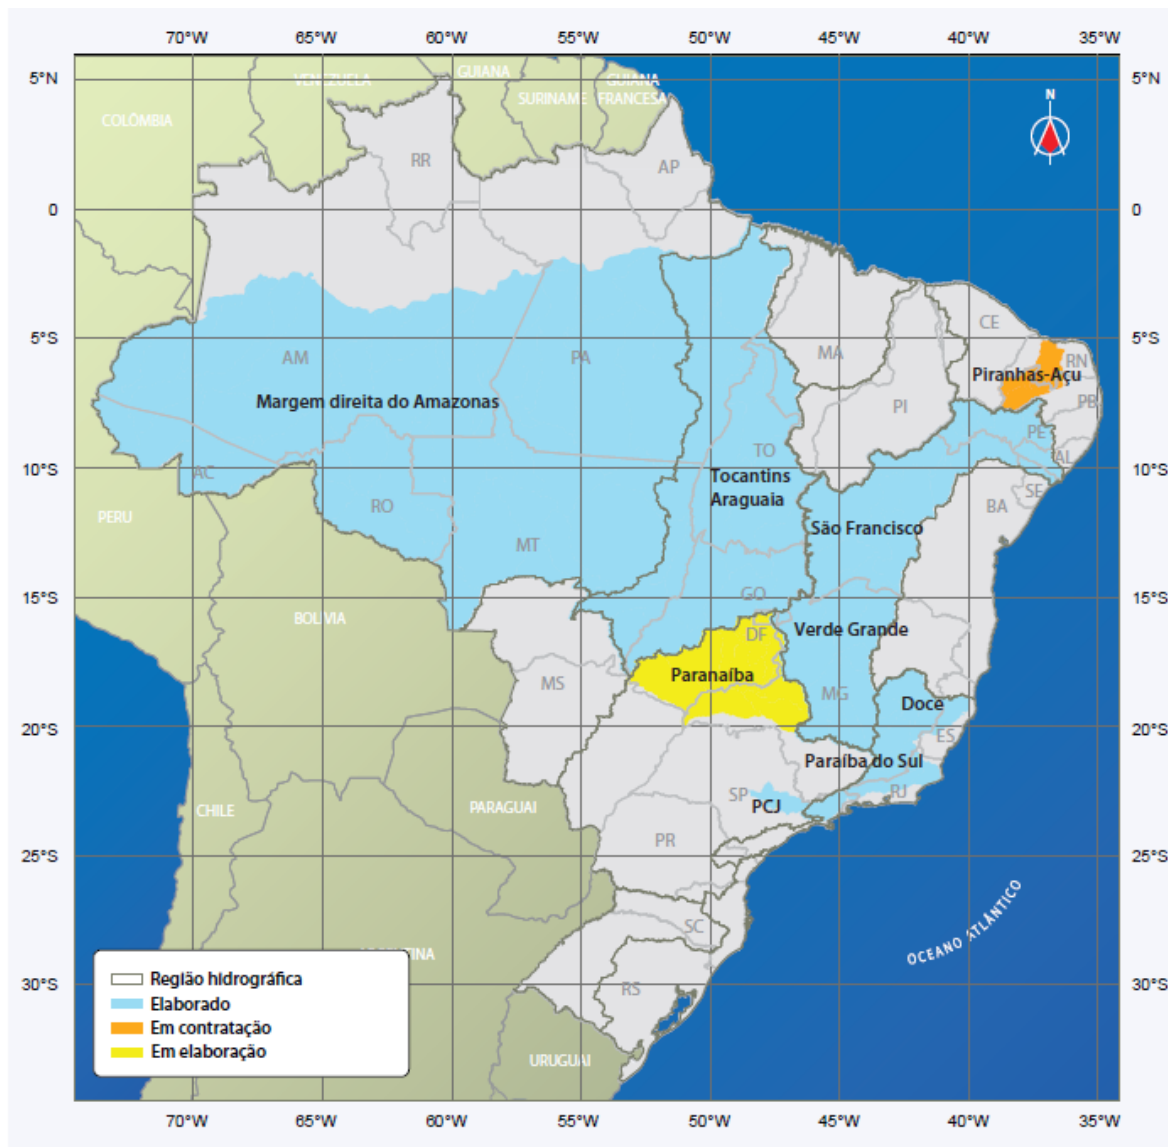 70°W 65°W 60°W 55°W 50°W 45°W 40°W 35°W
5°N 5°N
VENEZUELA
GUIANA
GUIANA
FRANCESA
SURINAME
COLÔMBIA
N
RR
AP
0 0
CE
5°S 5°S
AM
PA
MA
RN
Piranhas-Açu
Margem direita do Amazonas
PI
PB
PE
TO
AL
10°S 10°S
AC
Tocantins
Araguaia
SE
RO
BA
PERU
São Francisco
MT
15°S 15°S
GO
BOLIVIA
DF
Verde Grande
Paranaíba
MS
MG
Doce
20°S 20°S
ES
Paraíba do Sul
SP
RJ
PCJ
CHILE
PARAGUAI
PR
25°S 25°S
OCEANO ATLÂNTICO
SC
30°S 30°S
RS
URUGUAI
Região hidrográfica
Elaborado
Em contratação
Em elaboração
70°W 65°W 60°W 55°W 50°W 45°W 40°W 35°W